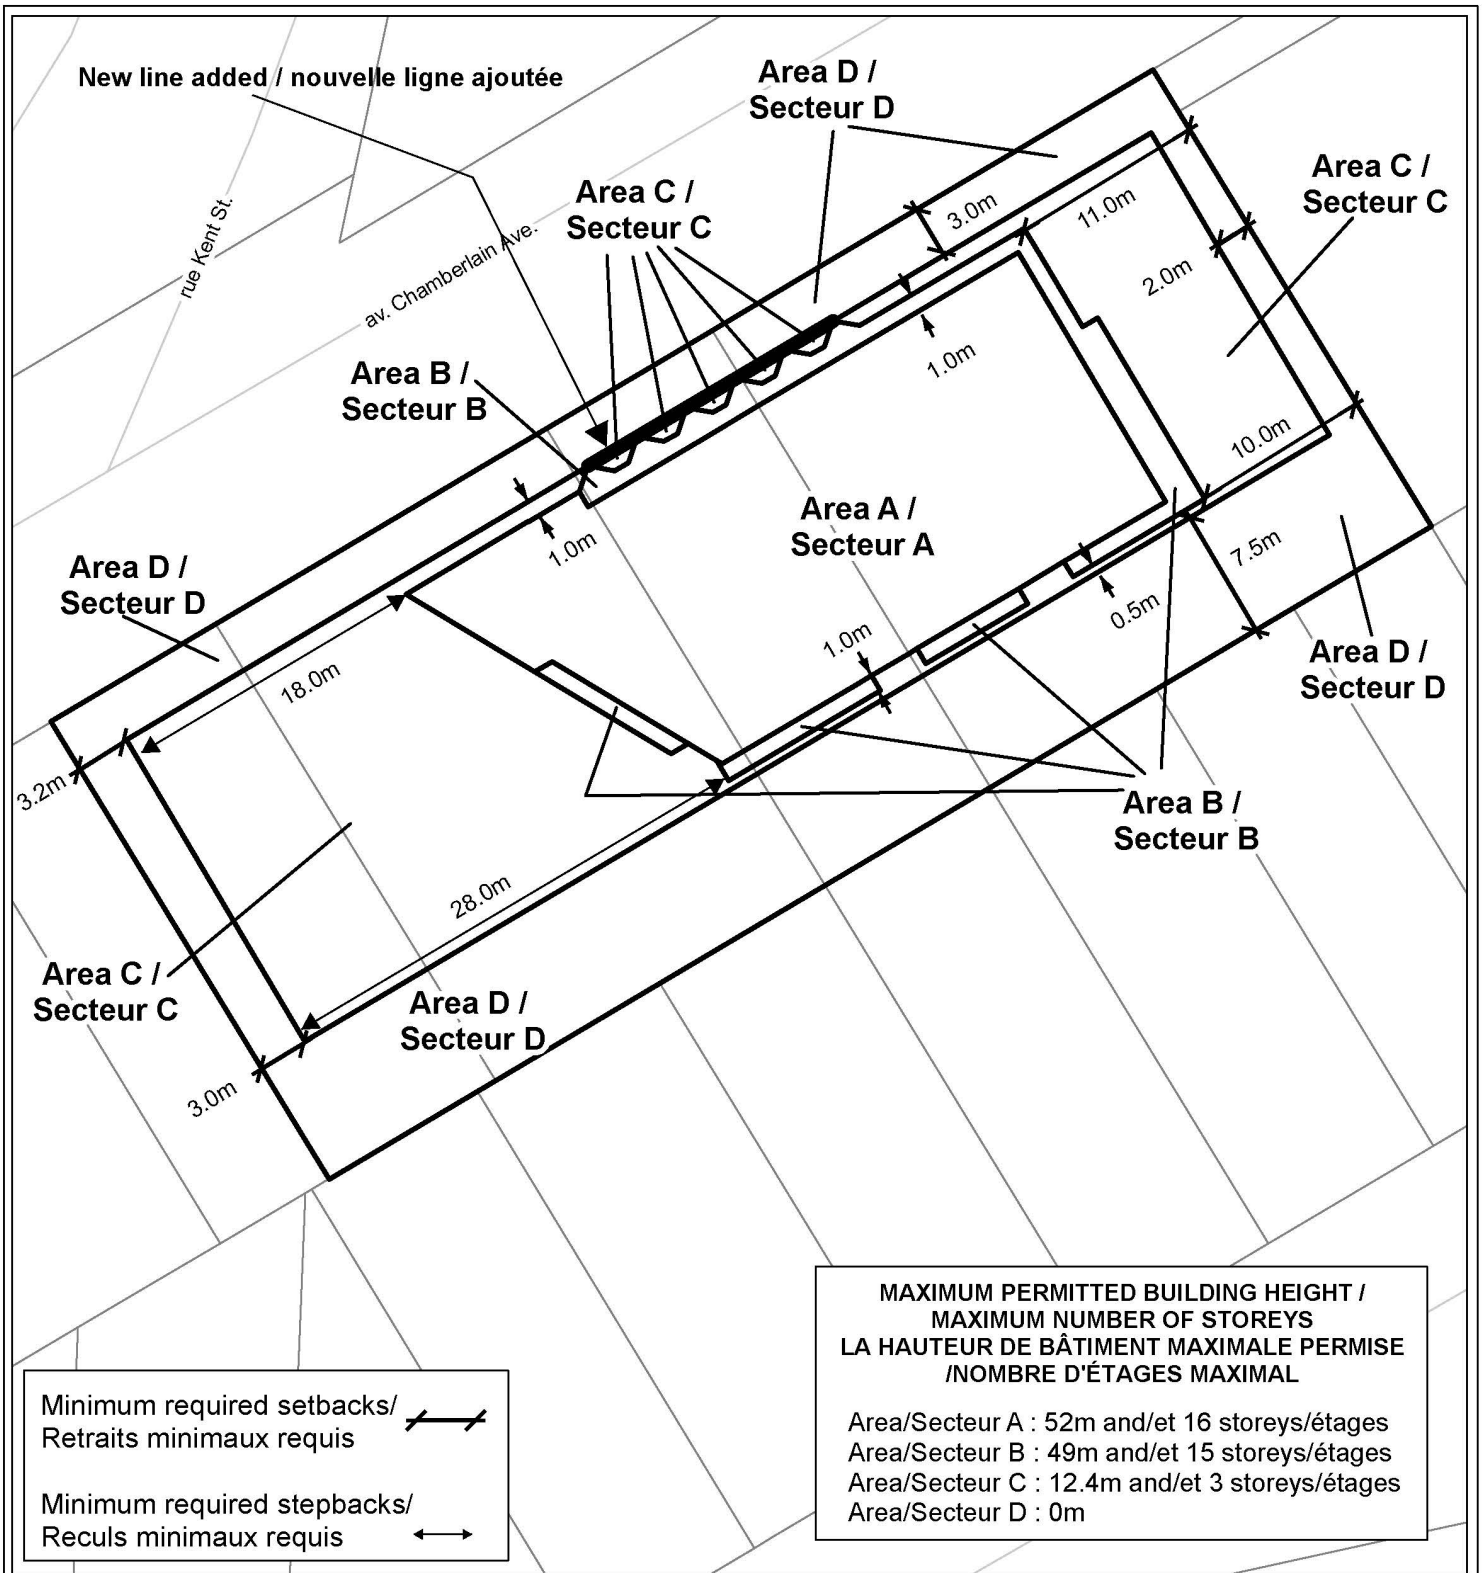 New line added / nouvelle ligne ajoutée
Area D /
Secteur D
Area C /
Secteur C
Area C /
Secteur C
rue Kent St.
av. Chamberlain Ave.
3.0m
11.0m
2.0m
1.0m
Area B /
Secteur B
10.0m
Area A /
Secteur A
1.0m
7.5m
Area D /
Secteur D
0.5m
1.0m
Area D /
Secteur D
18.0m
3.2m
Area B /
Secteur B
28.0m
Area C /
Secteur C
Area D /
Secteur D
3.0m
MAXIMUM PERMITTED BUILDING HEIGHT /
MAXIMUM NUMBER OF STOREYS
LA HAUTEUR DE BÂTIMENT MAXIMALE PERMISE
/NOMBRE D'ÉTAGES MAXIMAL
Area/Secteur A : 52m and/et 16 storeys/étages
Area/Secteur B : 49m and/et 15 storeys/étages
Area/Secteur C : 12.4m and/et 3 storeys/étages
Area/Secteur D : 0m
Minimum required setbacks/
Retraits minimaux requis
Minimum required stepbacks/
Reculs minimaux requis